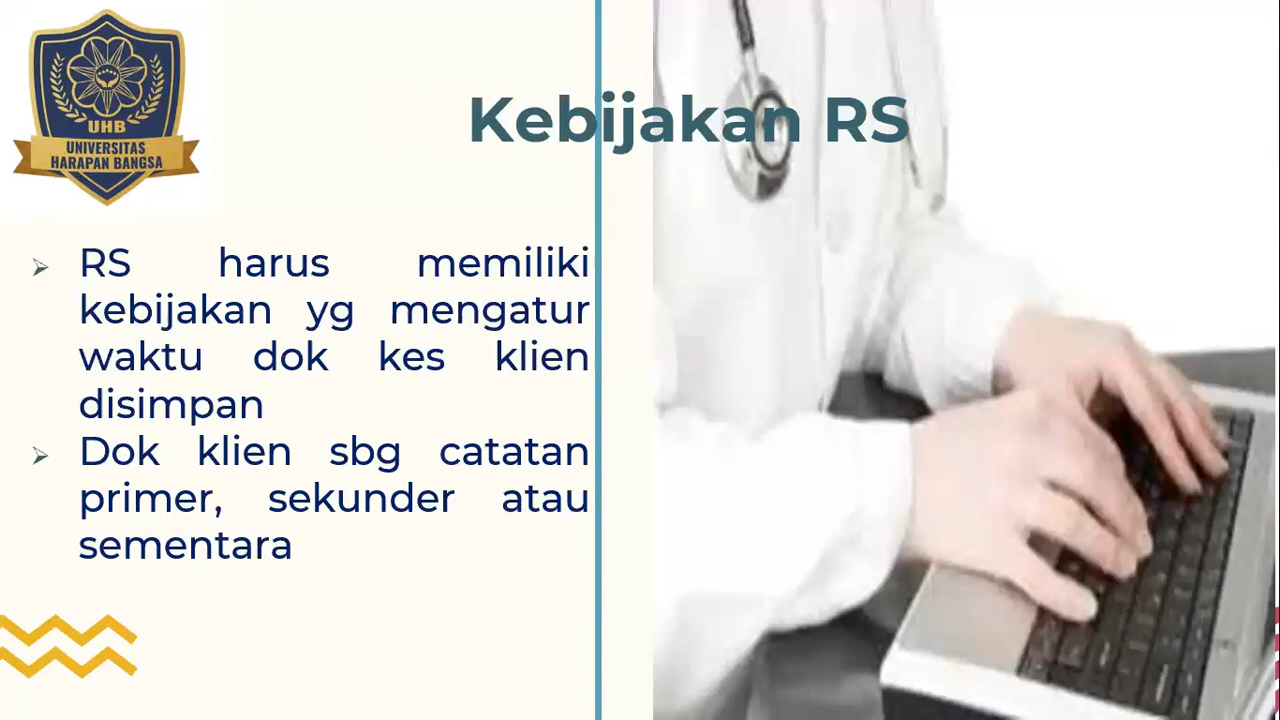 UHB
UNIVERSITAS
HARAPAN BANGSA
Kebijakan RS
RS harus memiliki
kebijakan yg mengatur
waktu dok kes klien
disimpan
Dok klien sbg catatan
primer, sekunder atau
sementara